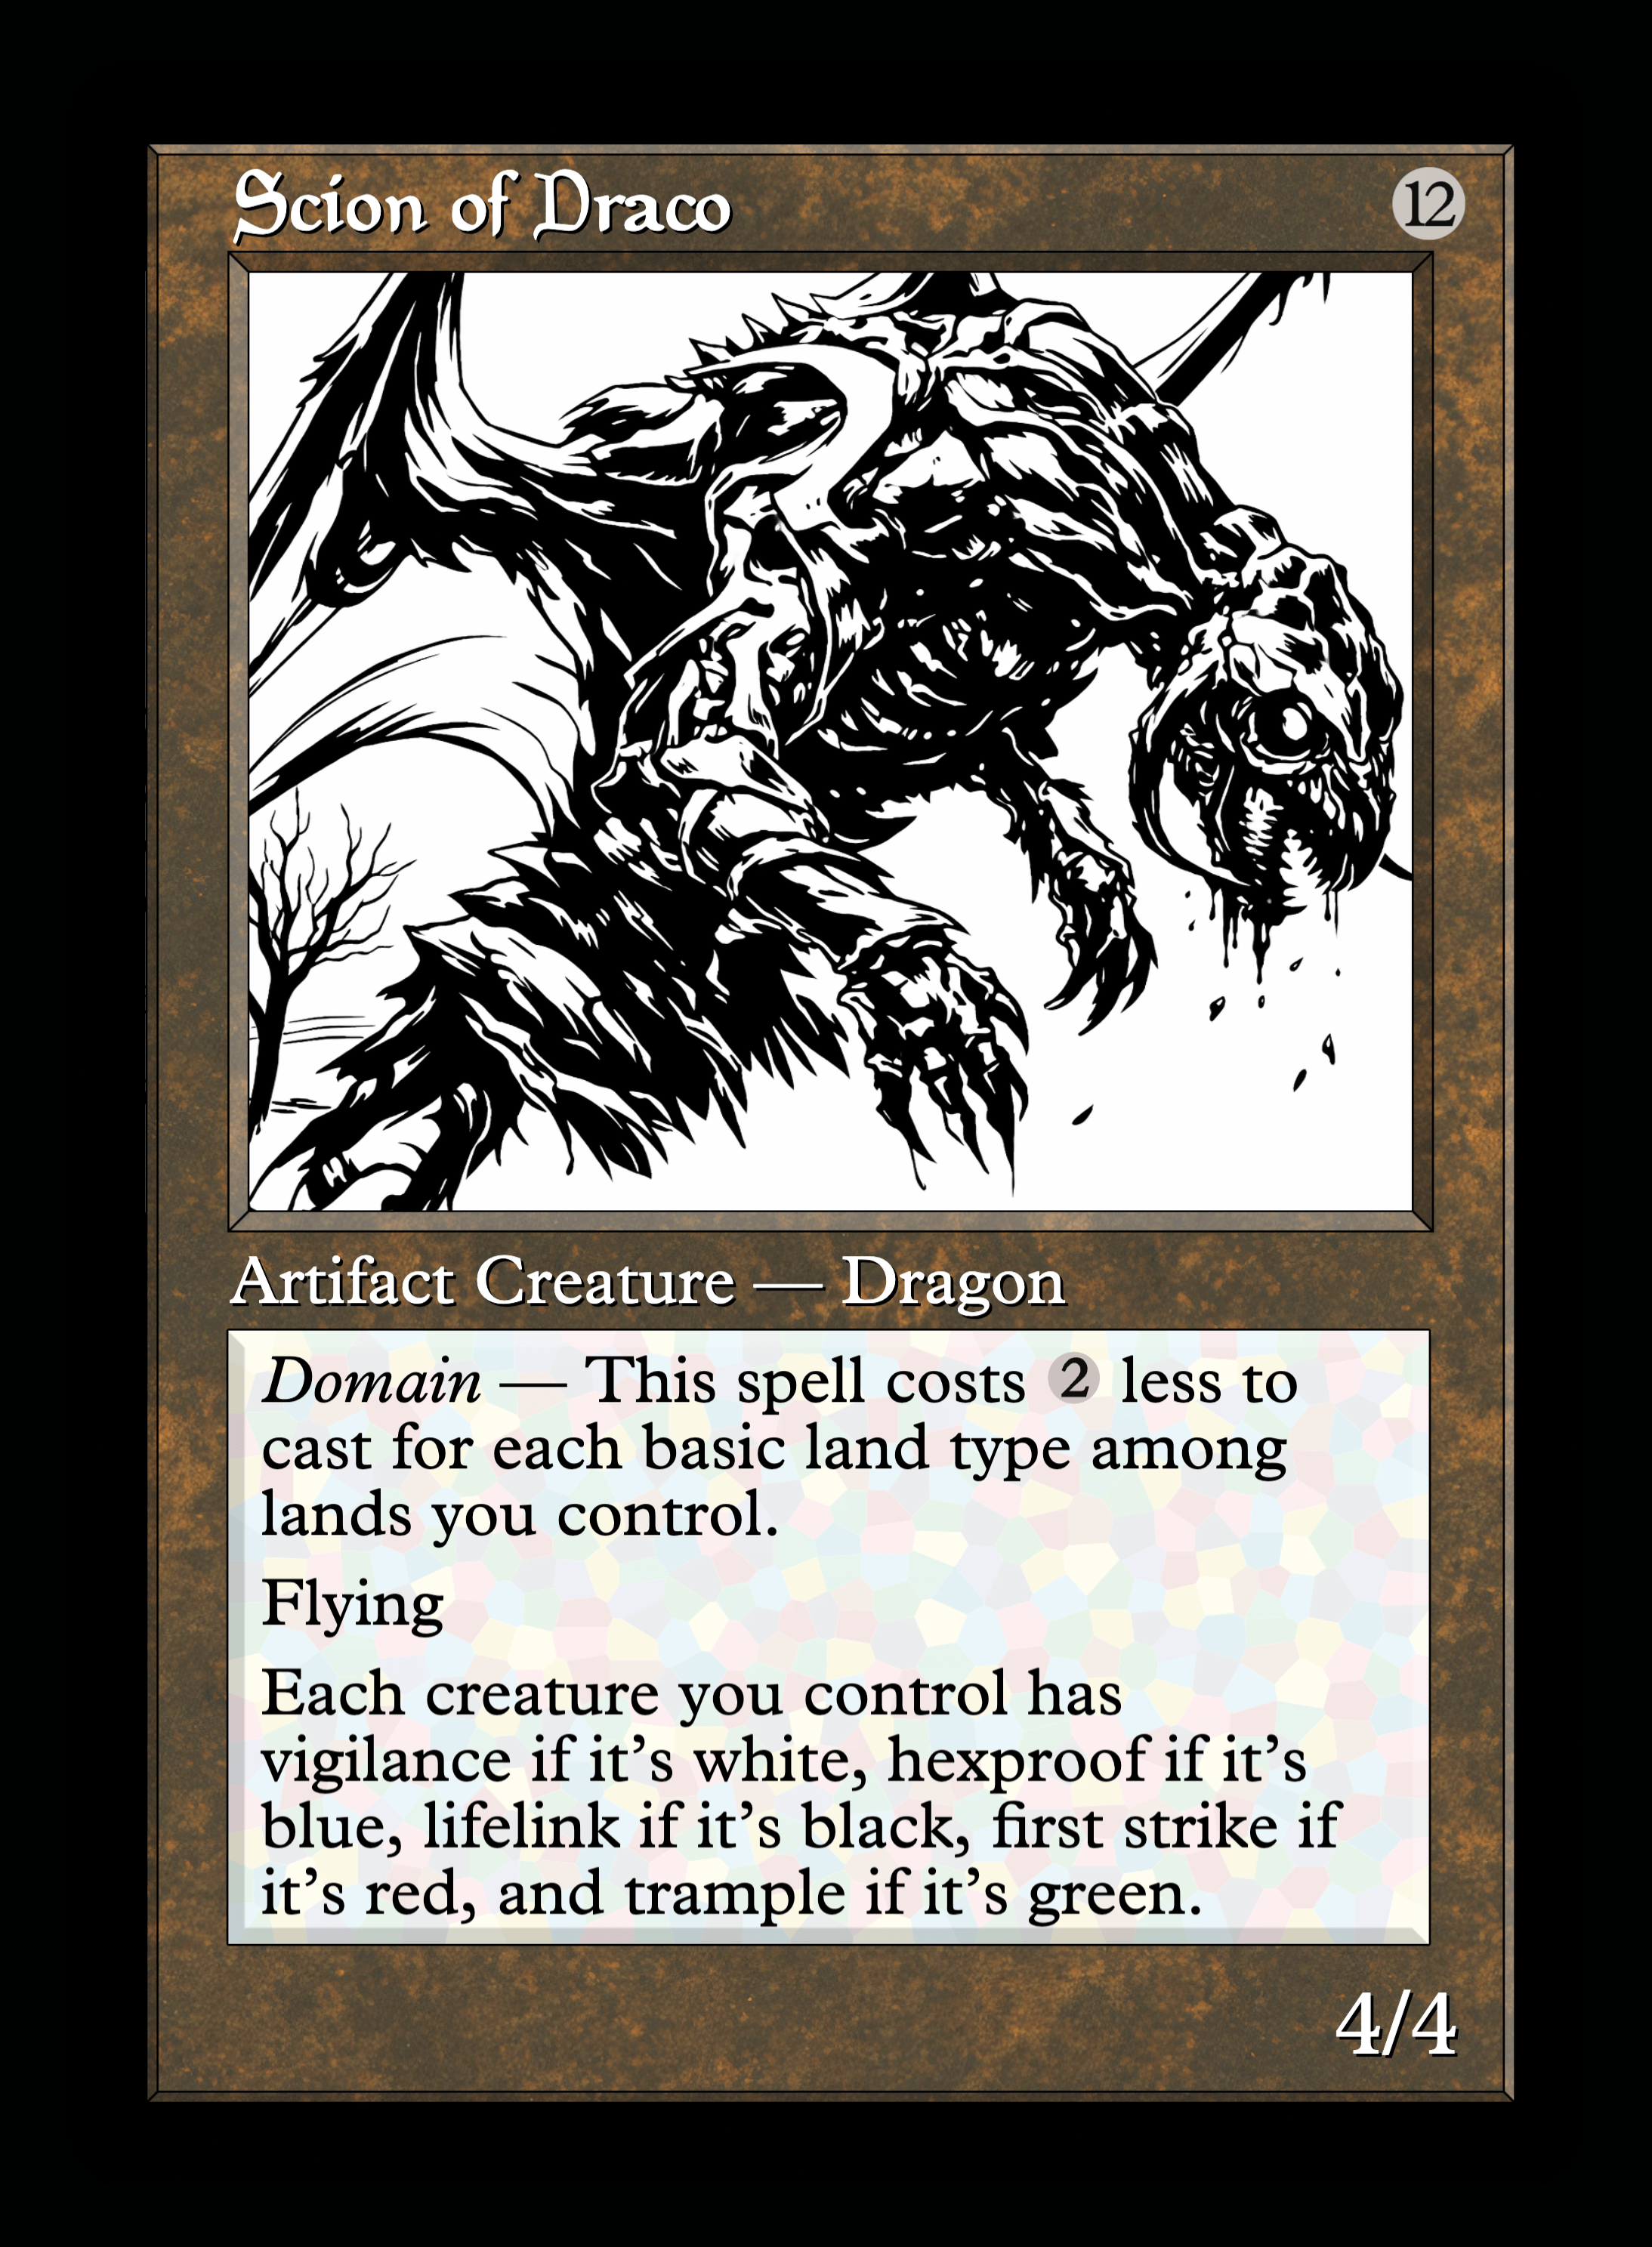 Scion of Draco 12
Artifact Creature — Dragon
Domain — This spell costs 2 less to
cast for each basic land type among
lands you control.
Flying
Each creature you control has
vigilance if it’s white, hexproof if it’s
blue, lifelink if it’s black, first strike if
it’s red, and trample if it’s green.
4/4